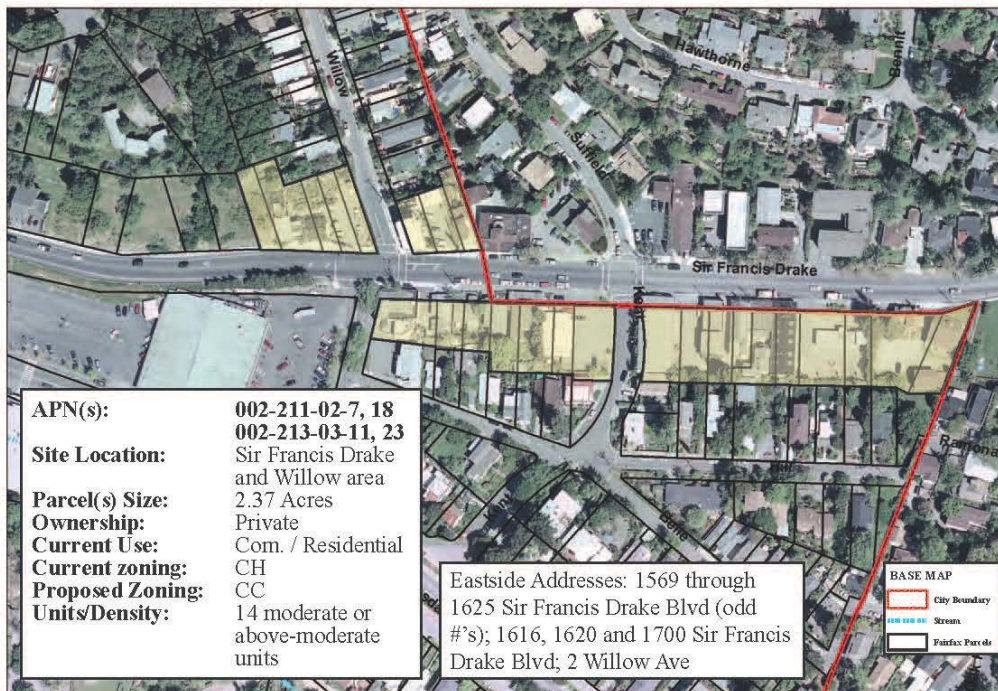 Hawthorne
Bennit
Willow
Sir Francis Drake
APN(s): 002-211-02-7, 18
002-213-03-11, 23
Site Location: Sir Francis Drake
and Willow area
Parcel(s) Size: 2.37 Acres
Ownership: Private
Current Use: Com. / Residential
Current zoning: CH
Proposed Zoning: CC
Units/Density: 14 moderate or
above-moderate
units
Ramona
Hill
Eastside Addresses: 1569 through
1625 Sir Francis Drake Blvd (odd
#'s); 1616, 1620 and 1700 Sir Francis
Drake Blvd; 2 Willow Ave
BASE MAP
City Boundary
Stream
Fairfax Parcels